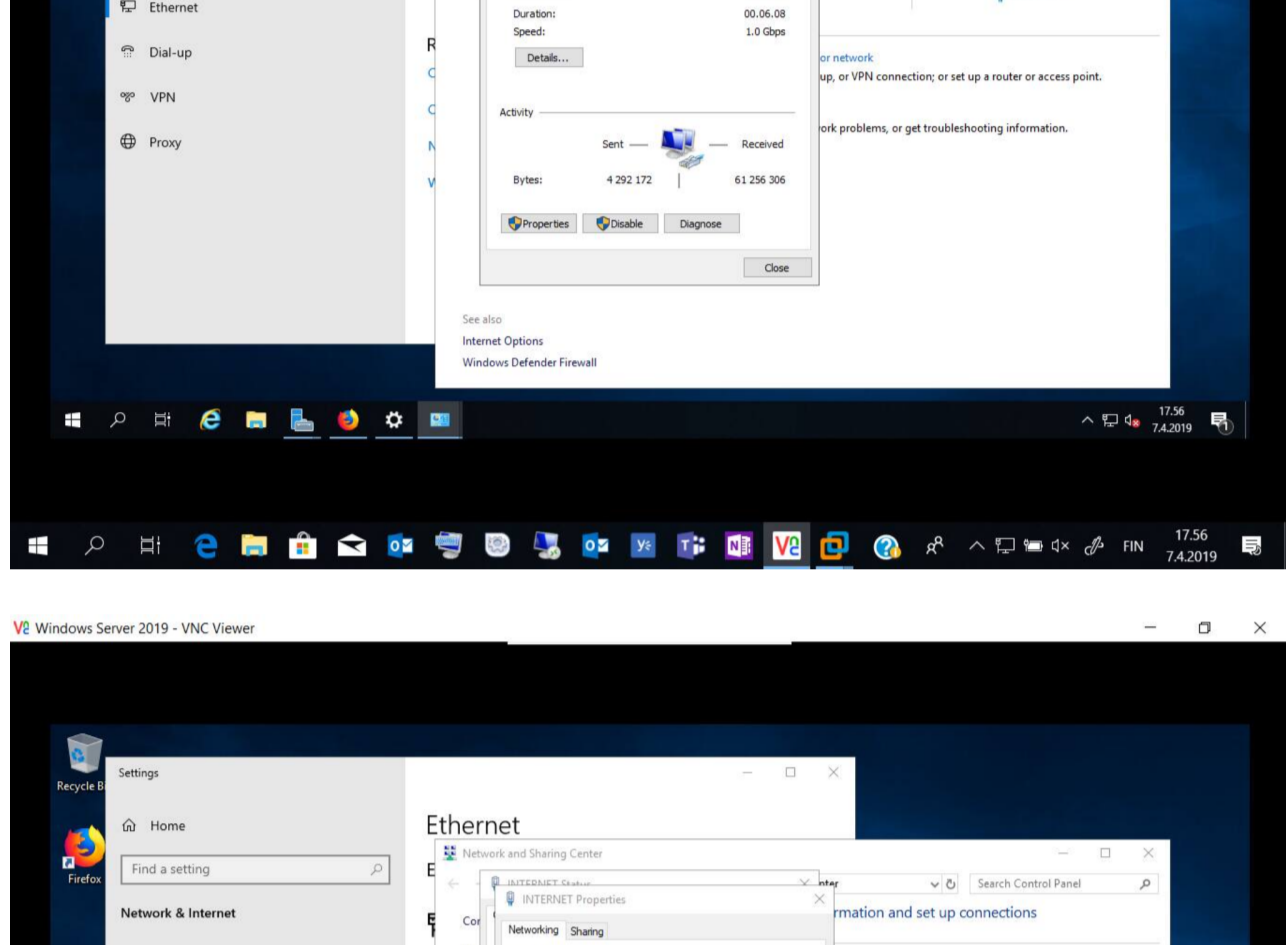 Ethernet
Dial-up
VPN
Proxy
Duration: 00.06.08
Speed: 1.0 Gbps
Details...
Activity
Sent Received
Bytes: 4 292 172 61 256 306
Properties Disable Diagnose
Close
or network
up, or VPN connection; or set up a router or access point.
ork problems, or get troubleshooting information.
See also
Internet Options
Windows Defender Firewall
17.56
7.4.2019
FIN
17.56
7.4.2019
Windows Server 2019 - VNC Viewer
Recycle Bi
Firefox
Settings
Home
Find a setting
Network & Internet
Ethernet
Network and Sharing Center
INTERNET Status
nter
Search Control Panel
INTERNET Properties
Cor
rmation and set up connections
Networking Sharing